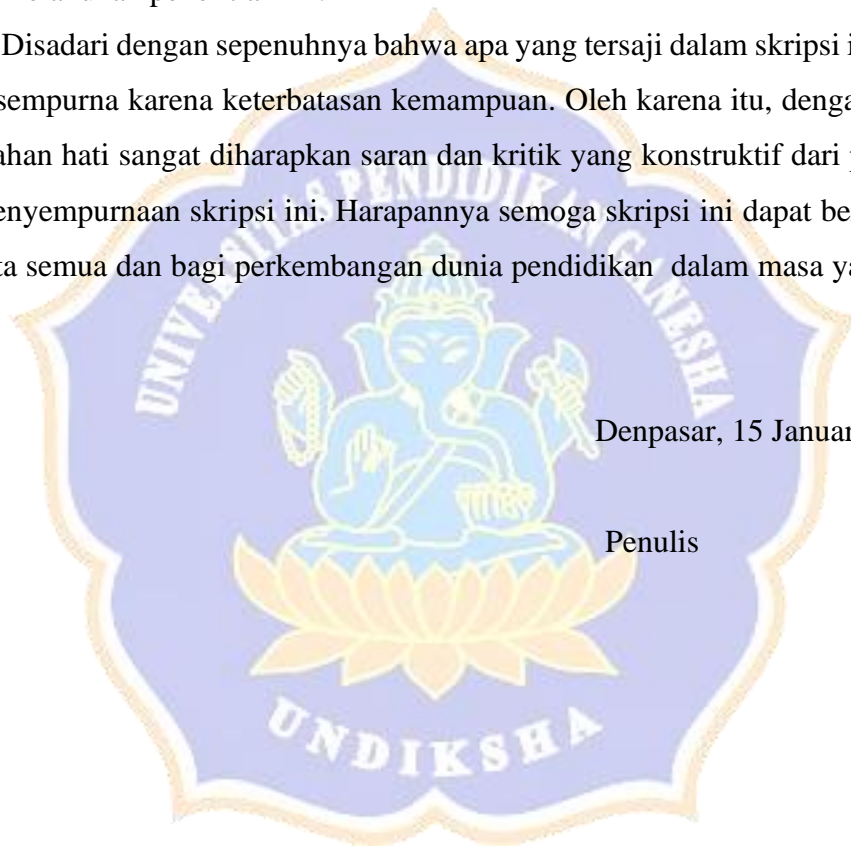 Disadari dengan sepenuhnya bahwa apa yang tersaji dalam skripsi i
sempurna karena keterbatasan kemampuan. Oleh karena itu, denga
ahan hati sangat diharapkan saran dan kritik yang konstruktif dari p
enyempurnaan skripsi ini. Harapannya semoga skripsi ini dapat be
ta semua dan bagi perkembangan dunia pendidikan dalam masa ya
UNIVERSITAS PENDIDIKAN GANESHA
Denpasar, 15 Januar
Penulis
UNDIKSHA